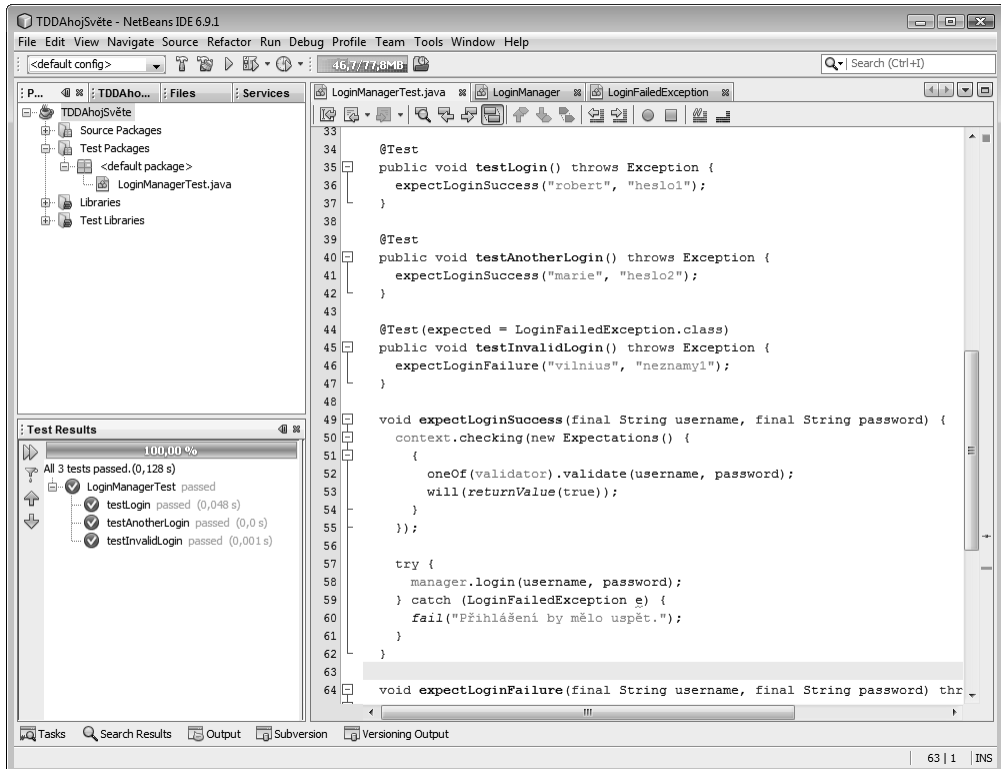 TDDAhojSvěte - NetBeans IDE 6.9.1
File Edit View Navigate Source Refactor Run Debug Profile Team Tools Window Help
<default config>
46,7/77,8MB
Search (Ctrl+I)
P...
TDDAho...
Files
Services
TDDAhojSvěte
Source Packages
Test Packages
<default package>
LoginManagerTest.java
Libraries
Test Libraries
Test Results
100,00 %
All 3 tests passed.(0,128 s)
LoginManagerTest passed
testLogin passed (0,048 s)
testAnotherLogin passed (0,0 s)
testInvalidLogin passed (0,001 s)
LoginManagerTest.java
LoginManager
LoginFailedException
33
34 @Test
35 public void testLogin() throws Exception {
36 expectLoginSuccess("robert", "heslo1");
37 }
38
39 @Test
40 public void testAnotherLogin() throws Exception {
41 expectLoginSuccess("marie", "heslo2");
42 }
43
44 @Test(expected = LoginFailedException.class)
45 public void testInvalidLogin() throws Exception {
46 expectLoginFailure("vilnius", "neznamy1");
47 }
48
49 void expectLoginSuccess(final String username, final String password) {
50 context.checking(new Expectations() {
51 {
52 oneOf(validator).validate(username, password);
53 will(returnValue(true));
54 }
55 });
56
57 try {
58 manager.login(username, password);
59 } catch (LoginFailedException e) {
60 fail("Přihlášení by mělo uspět.");
61 }
62 }
63
64 void expectLoginFailure(final String username, final String password) thr
Tasks
Search Results
Output
Subversion
Versioning Output
63 | 1
INS